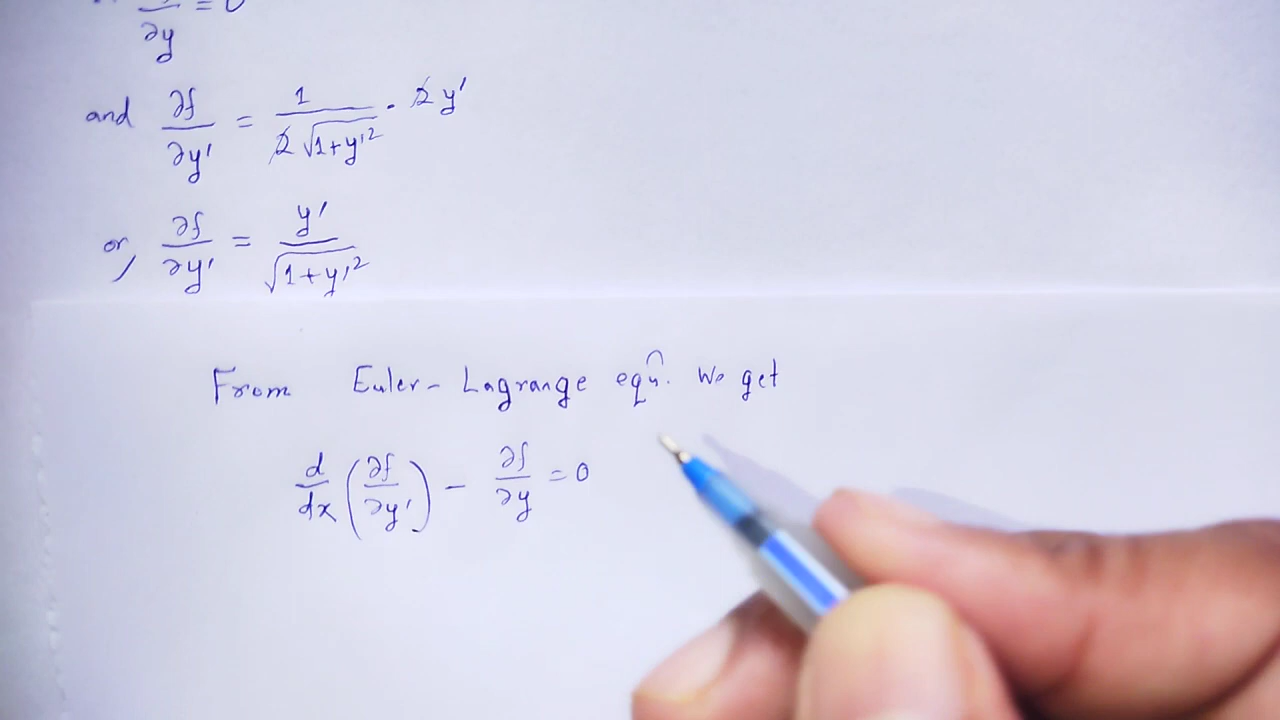 ∂f/∂y = 0
and ∂f/∂y' = 1/(2√(1+y'²)) · 2y'
or, ∂f/∂y' = y'/√(1+y'²)
From Euler-Lagrange eqn. We get
d/dx (∂f/∂y') - ∂f/∂y = 0